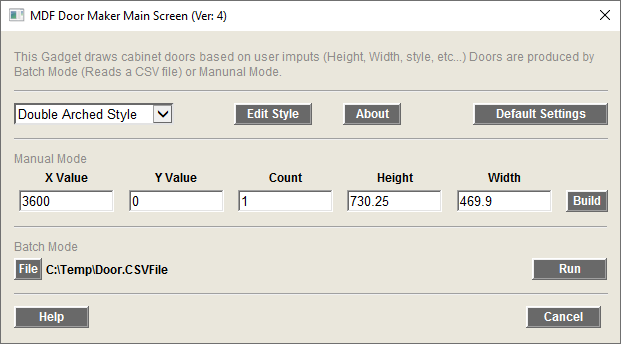 MDF Door Maker Main Screen (Ver: 4)
This Gadget draws cabinet doors based on user imputs (Height, Width, style, etc...) Doors are produced by
Batch Mode (Reads a CSV file) or Manunal Mode.
Double Arched Style Edit Style About Default Settings
Manual Mode
X Value Y Value Count Height Width
3600 0 1 730.25 469.9 Build
Batch Mode
File C:\Temp\Door.CSVFile Run
Help Cancel